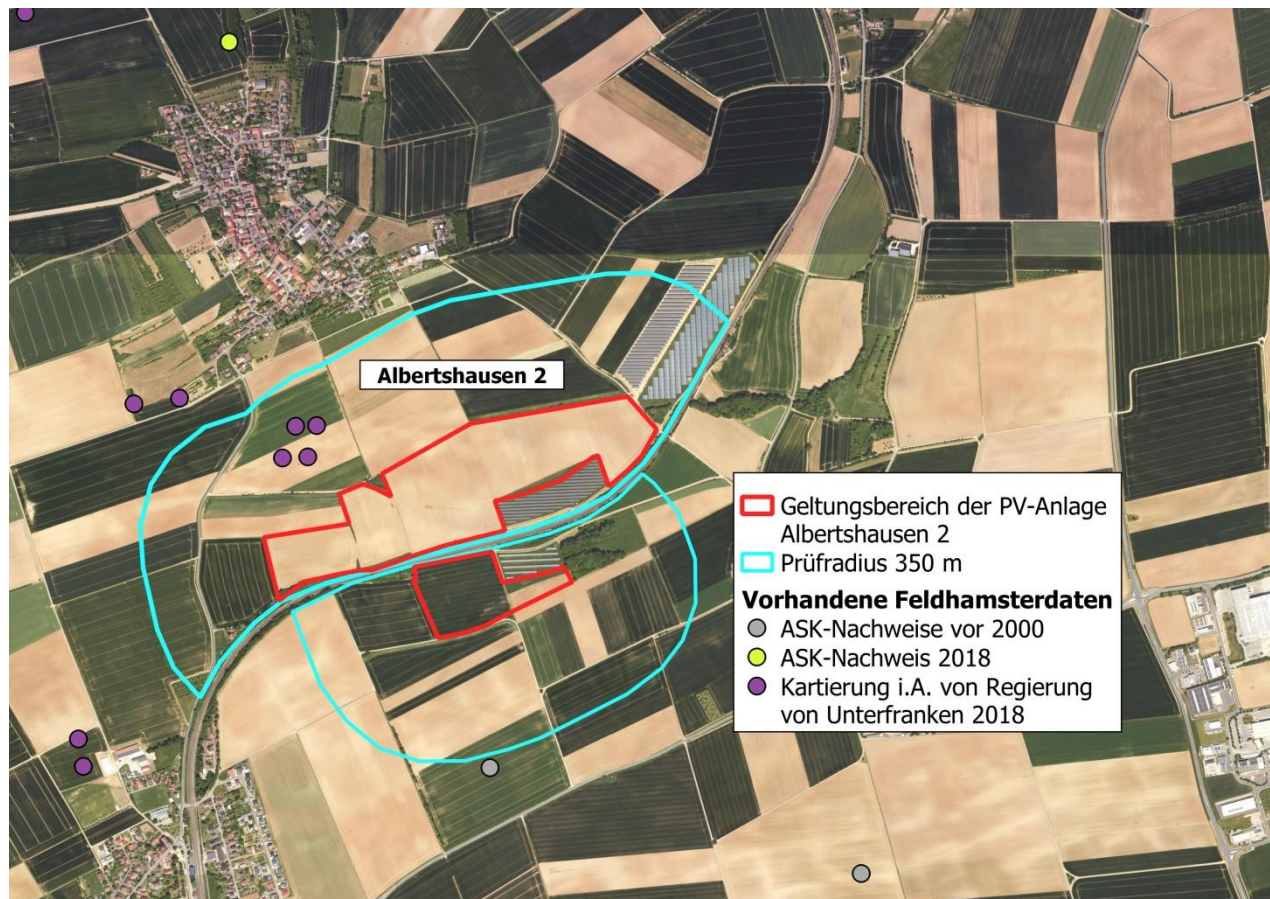 Albertshausen 2
Geltungsbereich der PV-Anlage
Albertshausen 2
Prüfradius 350 m
Vorhandene Feldhamsterdaten
ASK-Nachweise vor 2000
ASK-Nachweis 2018
Kartierung i.A. von Regierung
von Unterfranken 2018